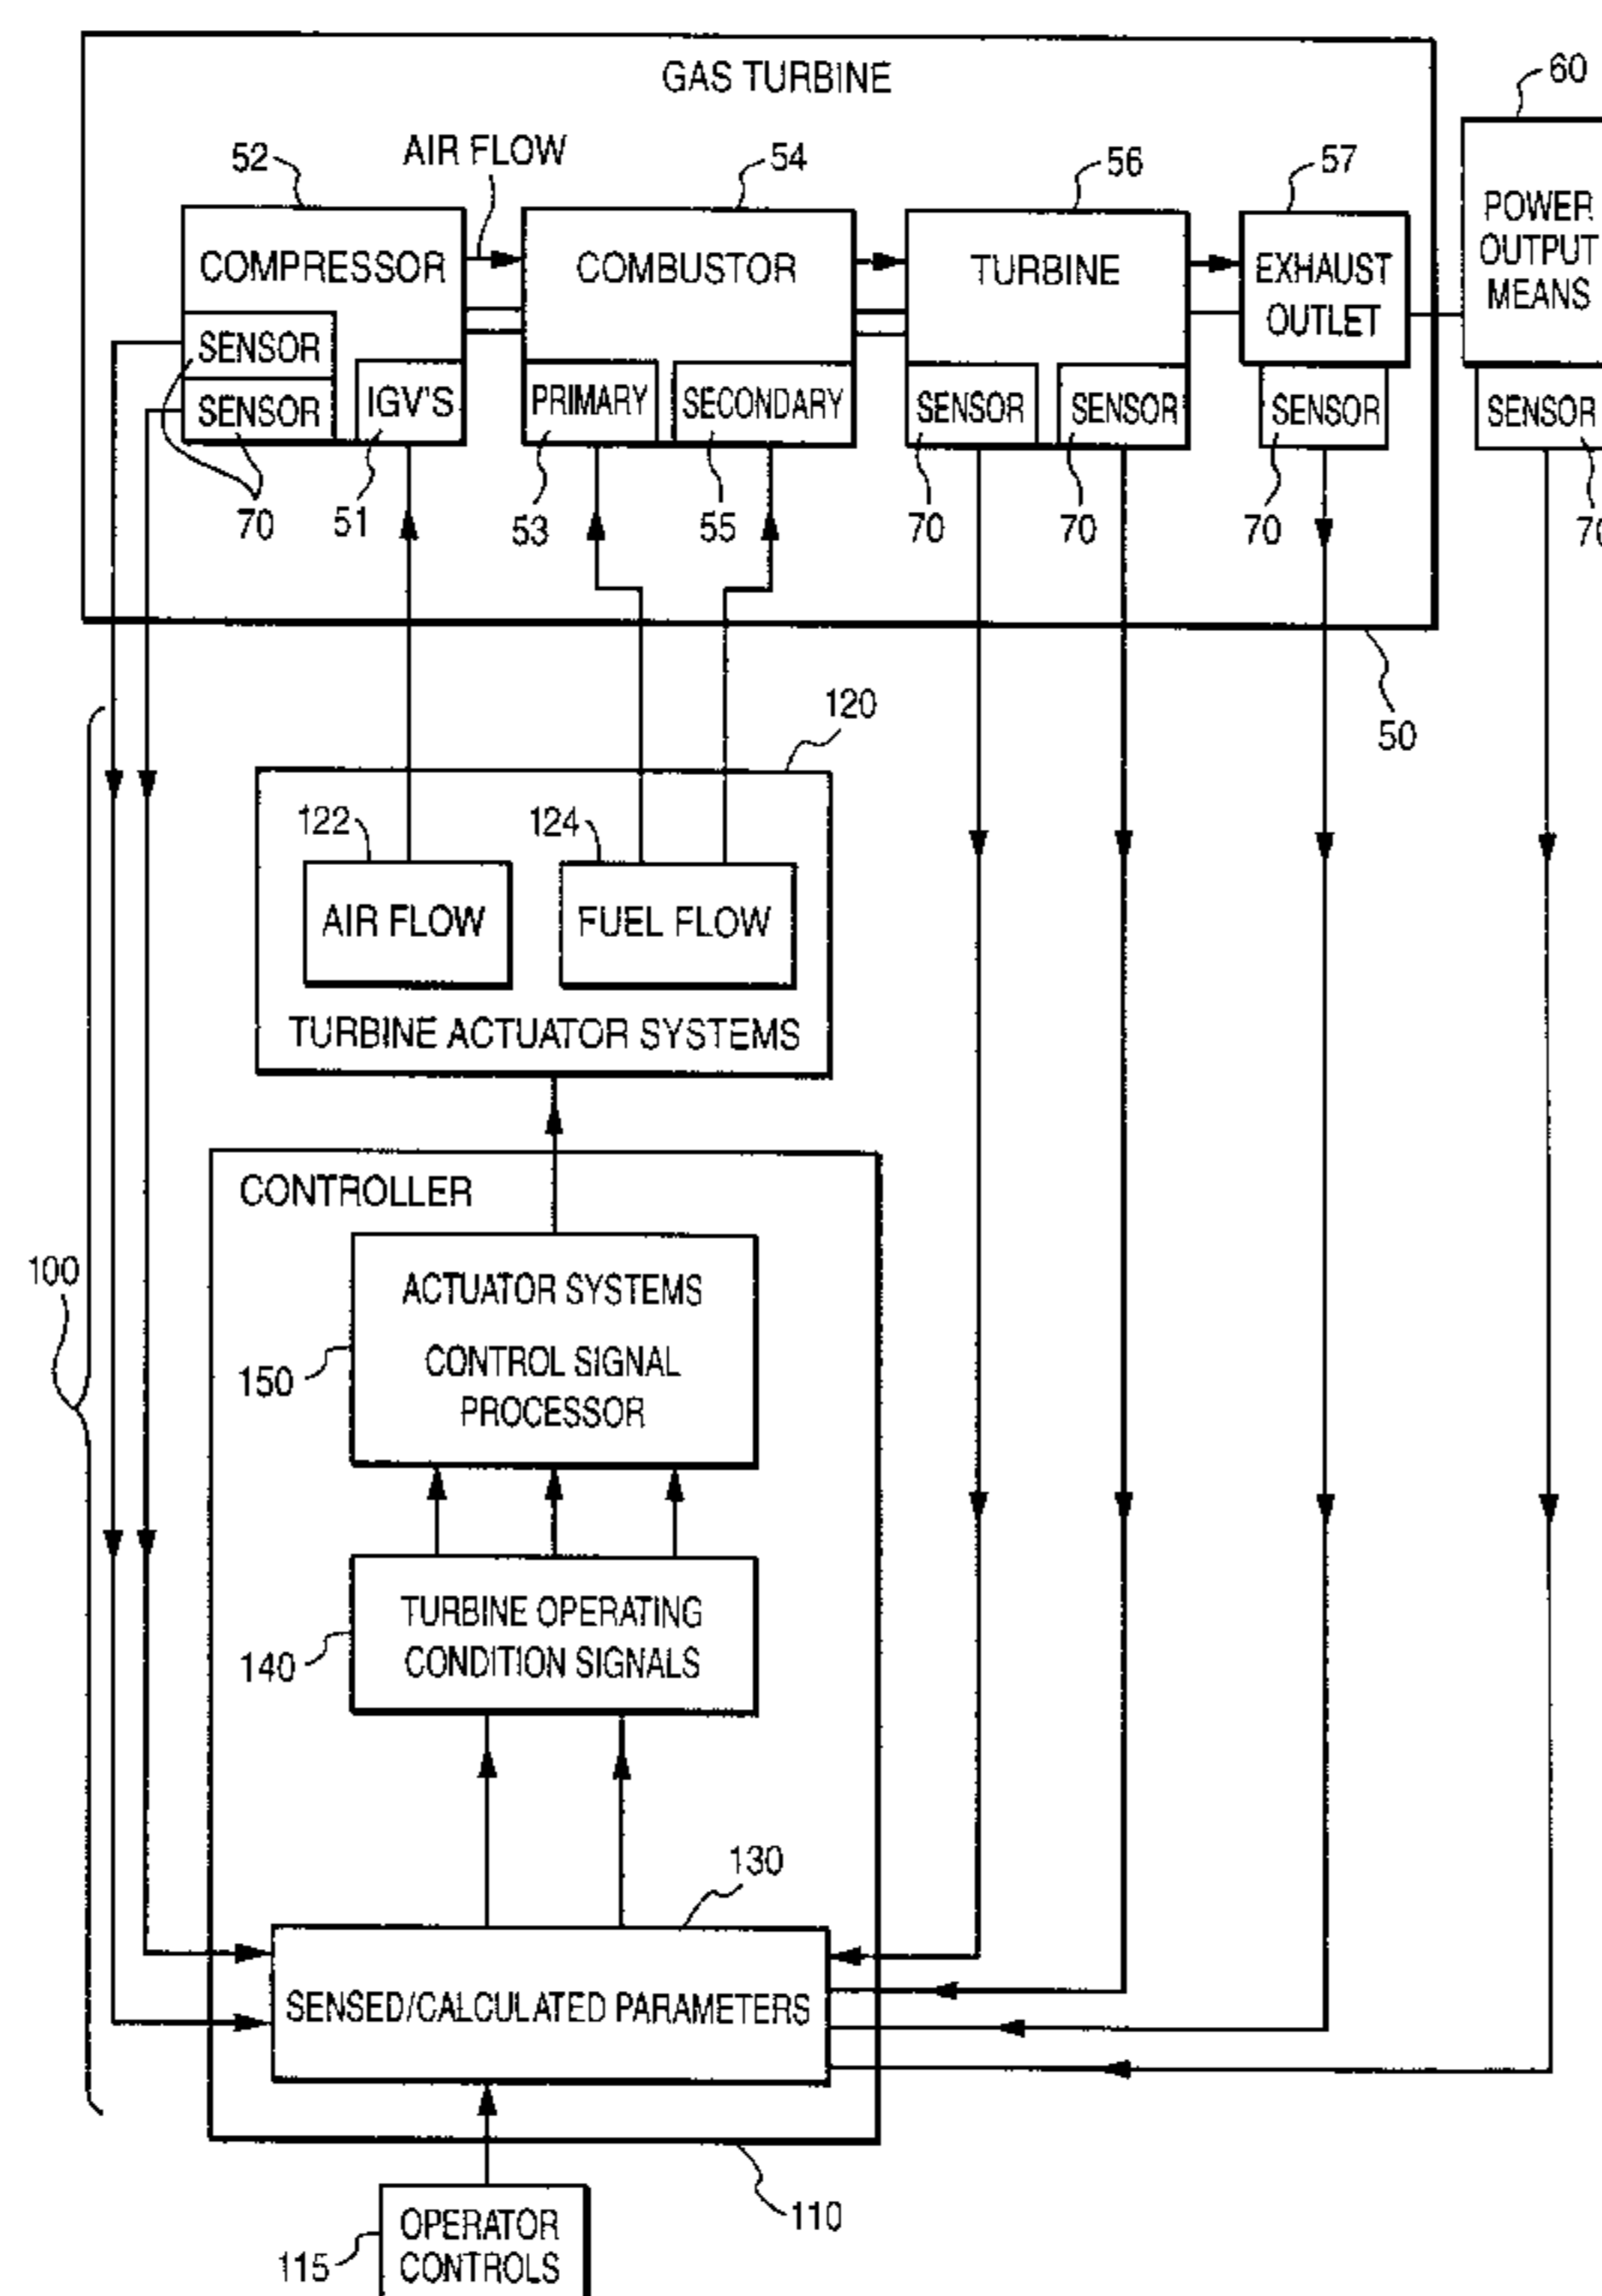 GAS TURBINE
60
52
AIR FLOW
54
56
57
COMPRESSOR
COMBUSTOR
TURBINE
EXHAUST
OUTLET
POWER
OUTPUT
MEANS
SENSOR
SENSOR
IGV'S
PRIMARY
SECONDARY
SENSOR
SENSOR
SENSOR
SENSOR
70
51
53
55
70
70
70
70
50
120
122
124
AIR FLOW
FUEL FLOW
TURBINE ACTUATOR SYSTEMS
CONTROLLER
100
ACTUATOR SYSTEMS
CONTROL SIGNAL
PROCESSOR
150
TURBINE OPERATING
CONDITION SIGNALS
140
130
SENSED/CALCULATED PARAMETERS
110
OPERATOR
CONTROLS
115